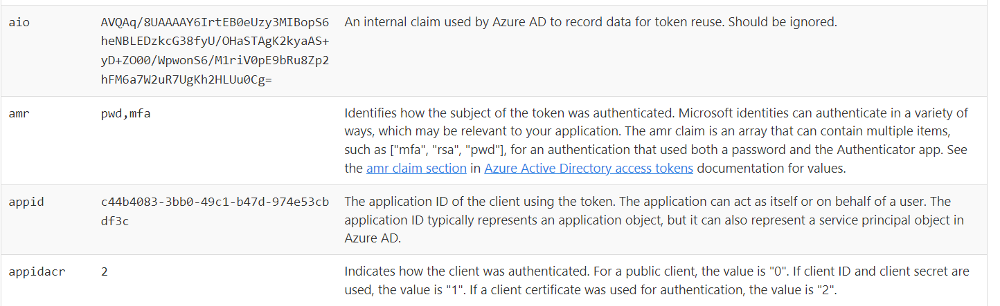 aio AVQAq/8UAAAAY6IrtEB0eUzy3MIBopS6 An internal claim used by Azure AD to record data for token reuse. Should be ignored.
heNBLEDzkcG38fyU/OHaSTAgK2kyaAS+
yD+ZO00/WpwonS6/M1riV0pE9bRu8Zp2
hFM6a7W2uR7UgKh2HLUu0Cg=
amr pwd,mfa Identifies how the subject of the token was authenticated. Microsoft identities can authenticate in a variety of
ways, which may be relevant to your application. The amr claim is an array that can contain multiple items,
such as ["mfa", "rsa", "pwd"], for an authentication that used both a password and the Authenticator app. See
the amr claim section in Azure Active Directory access tokens documentation for values.
appid c44b4083-3bb0-49c1-b47d-974e53cb The application ID of the client using the token. The application can act as itself or on behalf of a user. The
df3c application ID typically represents an application object, but it can also represent a service principal object in
Azure AD.
appidacr 2 Indicates how the client was authenticated. For a public client, the value is "0". If client ID and client secret are
used, the value is "1". If a client certificate was used for authentication, the value is "2".